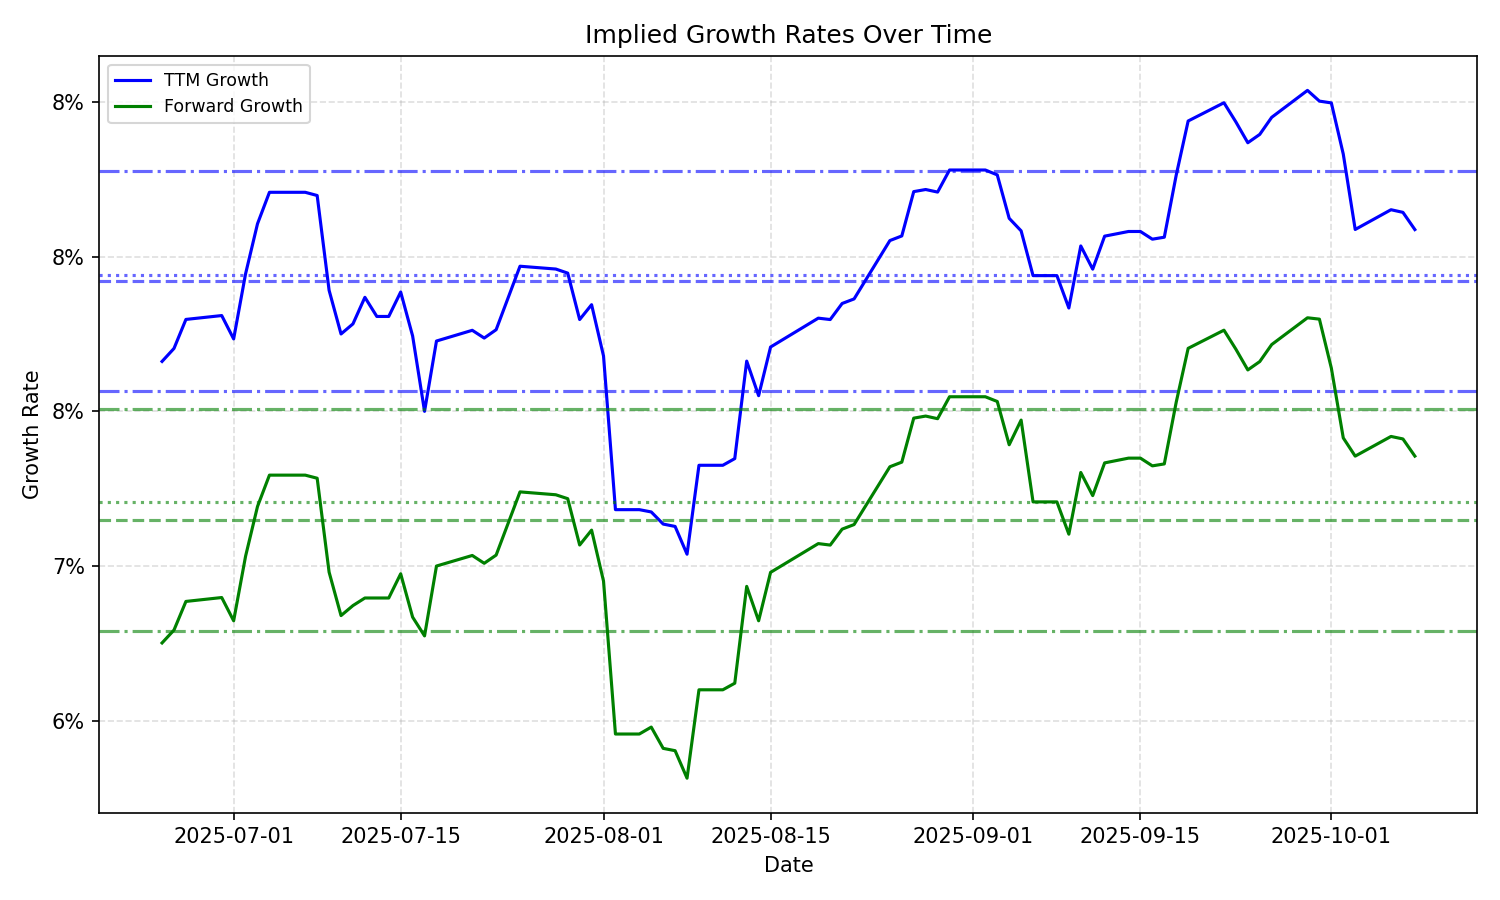 Implied Growth Rates Over Time
TTM Growth
Forward Growth
8%
8%
8%
7%
6%
Growth Rate
2025-07-01
2025-07-15
2025-08-01
2025-08-15
2025-09-01
2025-09-15
2025-10-01
Date